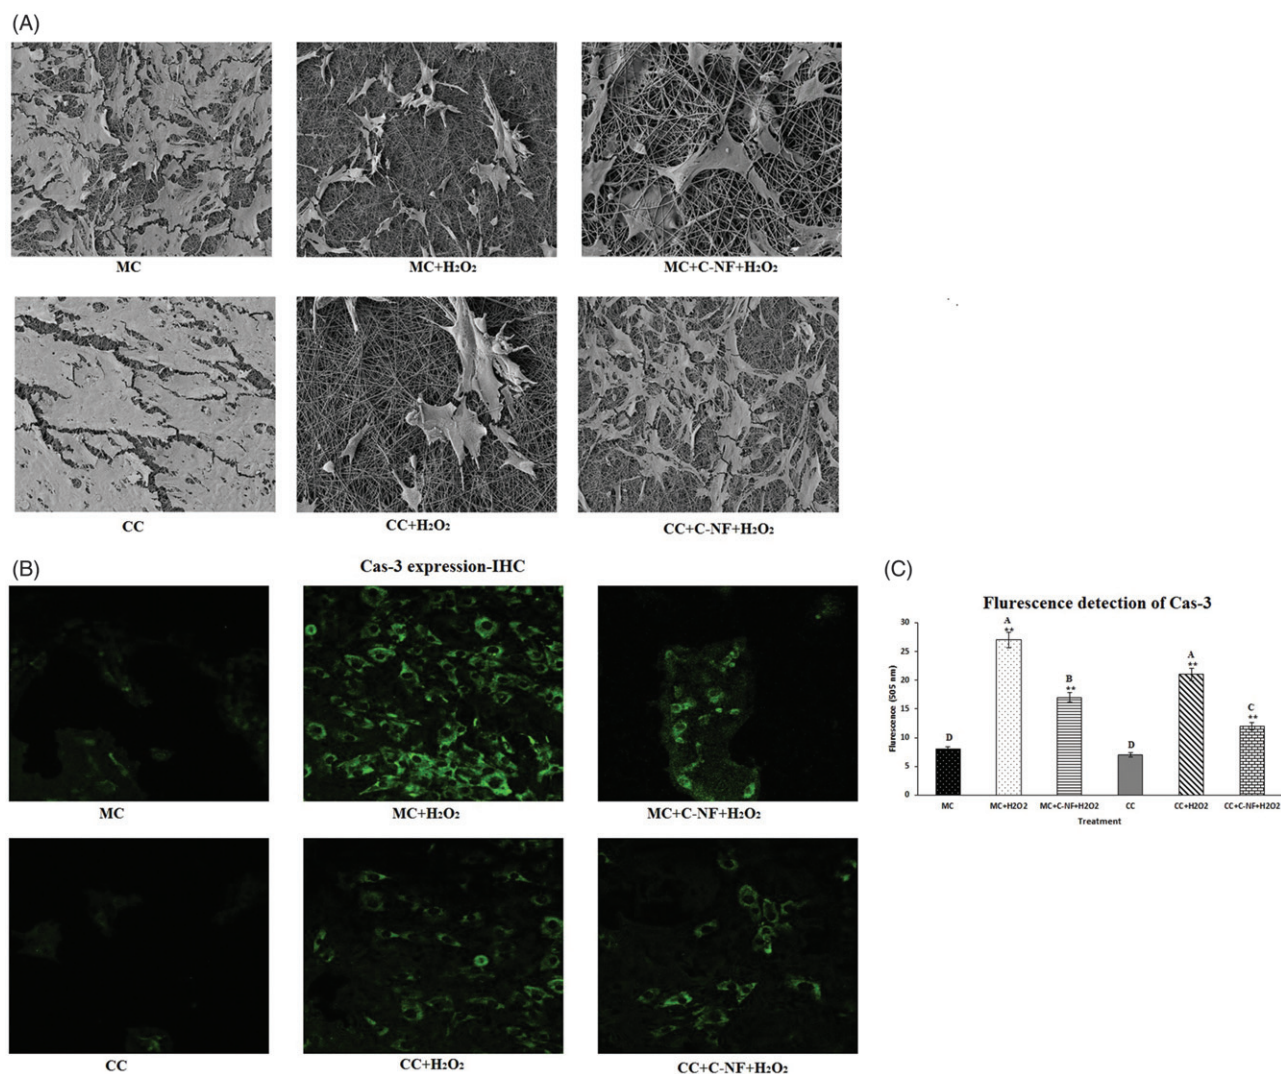 (A)
MC
MC+H₂O₂
MC+C-NF+H₂O₂
CC
CC+H₂O₂
CC+C-NF+H₂O₂
(B)
Cas-3 expression-IHC
MC
MC+H₂O₂
MC+C-NF+H₂O₂
CC
CC+H₂O₂
CC+C-NF+H₂O₂
(C)
Flurescence detection of Cas-3
Flurescence (505 nm)
30
25
20
15
10
5
0
D
A
**
B
**
D
A
**
C
**
MC
MC+H2O2
MC+C-NF+H2O2
CC
CC+H2O2
CC+C-NF+H2O2
Treatment